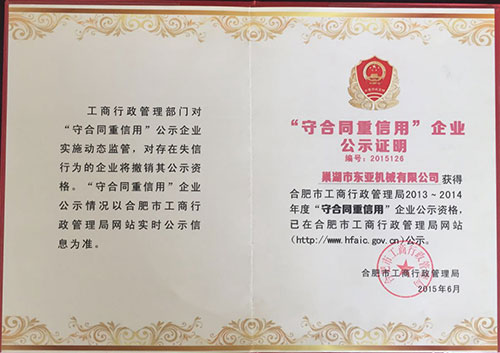 工商行政管理部门对
“守合同重信用”公示企业
实施动态监管，对存在失信
行为的企业将撤销其公示资
格。“守合同重信用”企业
公示情况以合肥市工商行
政管理局网站实时公示信
息为准。
“守合同重信用”企业
公示证明
编号：2015126
巢湖市东亚机械有限公司获得
合肥市工商行政管理局2013～2014
年度“守合同重信用”企业公示资格，
已在合肥市工商行政管理局网站
(http://www.hfaic.gov.cn)公示。
合肥市工商行政管理局
2015年6月